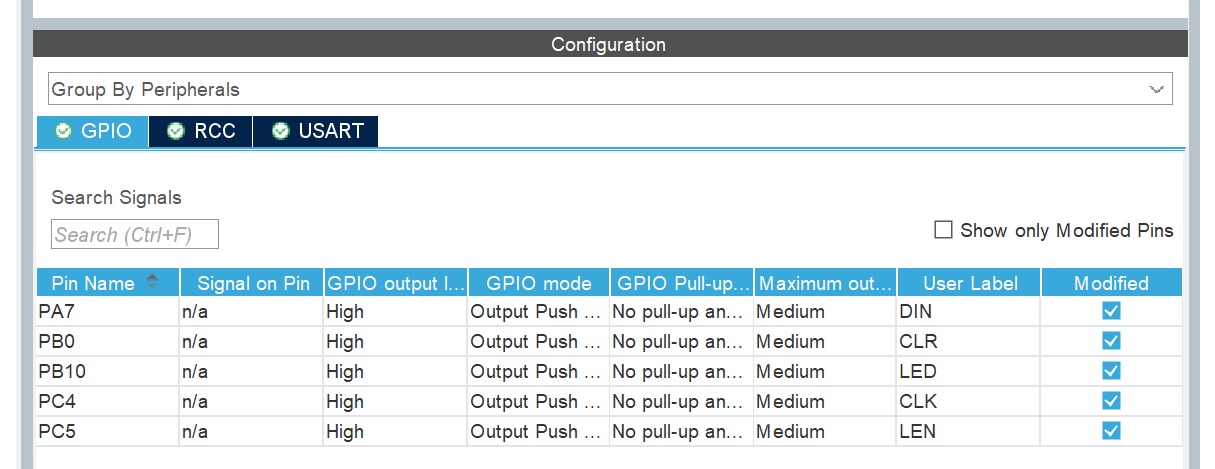 Configuration
Group By Peripherals
GPIO RCC USART
Search Signals
Search (Ctrl+F)
Show only Modified Pins
Pin Name Signal on Pin GPIO output l... GPIO mode GPIO Pull-up... Maximum out... User Label Modified
PA7 n/a High Output Push ... No pull-up an... Medium DIN
PB0 n/a High Output Push ... No pull-up an... Medium CLR
PB10 n/a High Output Push ... No pull-up an... Medium LED
PC4 n/a High Output Push ... No pull-up an... Medium CLK
PC5 n/a High Output Push ... No pull-up an... Medium LEN